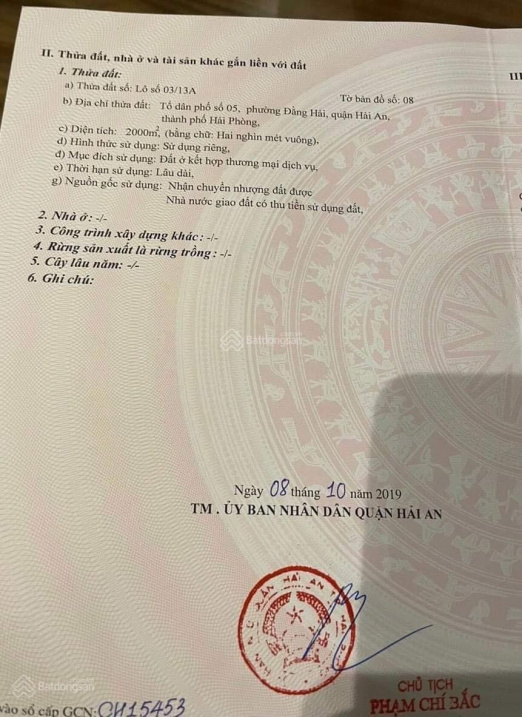 II. Thửa đất, nhà ở và tài sản khác gắn liền với đất
III
1. Thửa đất:
a) Thửa đất số: Lô số 03/13A
Tờ bản đồ số: 08
b) Địa chỉ thửa đất: Tổ dân phố số 05, phường Đằng Hải, quận Hải An,
thành phố Hải Phòng,
c) Diện tích: 2000m², (bằng chữ: Hai nghìn mét vuông),
d) Hình thức sử dụng: Sử dụng riêng,
đ) Mục đích sử dụng: Đất ở kết hợp thương mại dịch vụ,
e) Thời hạn sử dụng: Lâu dài,
g) Nguồn gốc sử dụng: Nhận chuyển nhượng đất được
Nhà nước giao đất có thu tiền sử dụng đất,
2. Nhà ở: -/-
3. Công trình xây dựng khác: -/-
4. Rừng sản xuất là rừng trồng: -/-
5. Cây lâu năm: -/-
6. Ghi chú:
Batdongsan
Ngày 08 tháng 10 năm 2019
TM . ỦY BAN NHÂN DÂN QUẬN HẢI AN
CHỦ TỊCH
PHẠM CHÍ BẮC
Batdongsan
vào sổ cấp GCN: CH15453